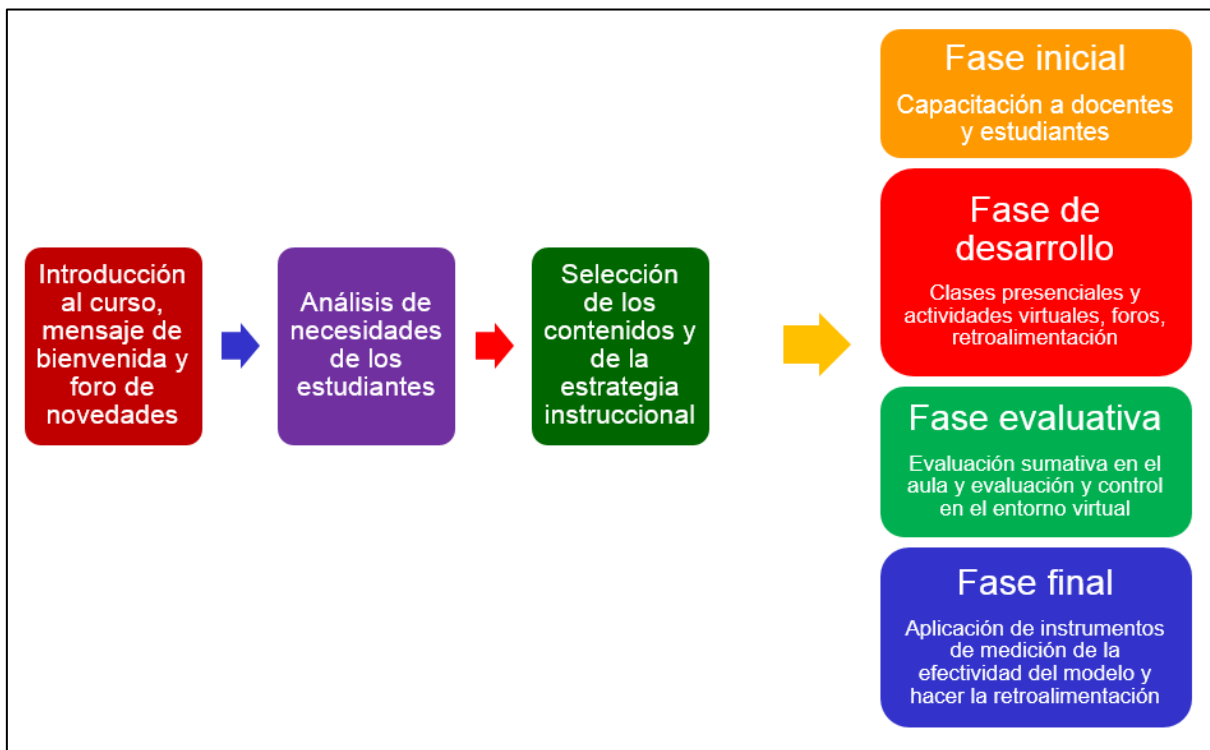 Introducción
al curso,
mensaje de
bienvenida y
foro de
novedades
Análisis de
necesidades
de los
estudiantes
Selección
de los
contenidos y
de la
estrategia
instruccional
Fase inicial
Capacitación a docentes
y estudiantes
Fase de
desarrollo
Clases presenciales y
actividades virtuales, foros,
retroalimentación
Fase evaluativa
Evaluación sumativa en el
aula y evaluación y control
en el entorno virtual
Fase final
Aplicación de instrumentos
de medición de la
efectividad del modelo y
hacer la retroalimentación